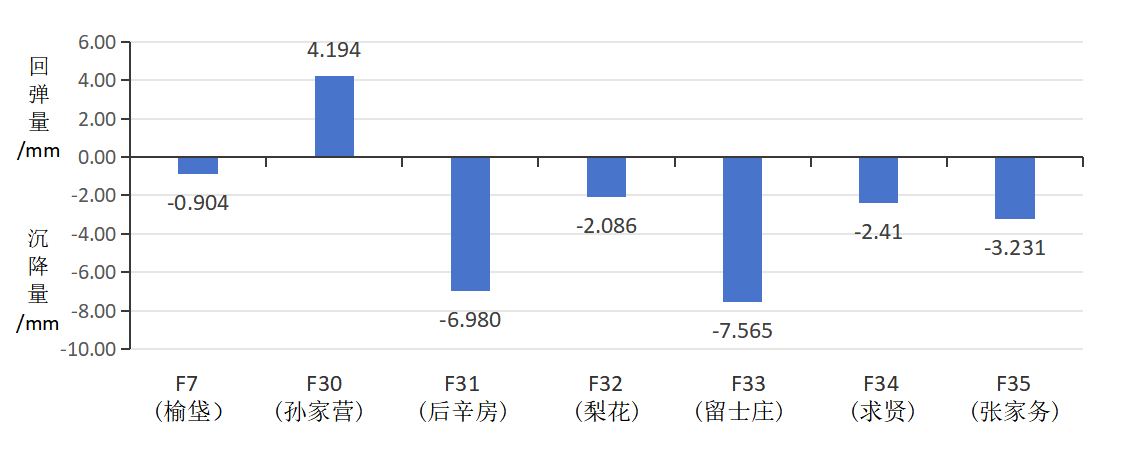 回
弹
量
/mm
沉
降
量
/mm
6.00
4.00
2.00
0.00
-2.00
-4.00
-6.00
-8.00
-10.00
-0.904
4.194
-6.980
-2.086
-7.565
-2.41
-3.231
F7
(榆垡）
F30
(孙家营）
F31
(后辛房）
F32
(梨花）
F33
(留士庄）
F34
(求贤）
F35
(张家务）